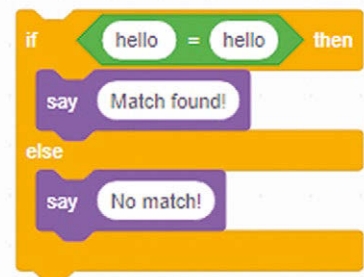 if hello = hello then
say Match found!
else
say No match!